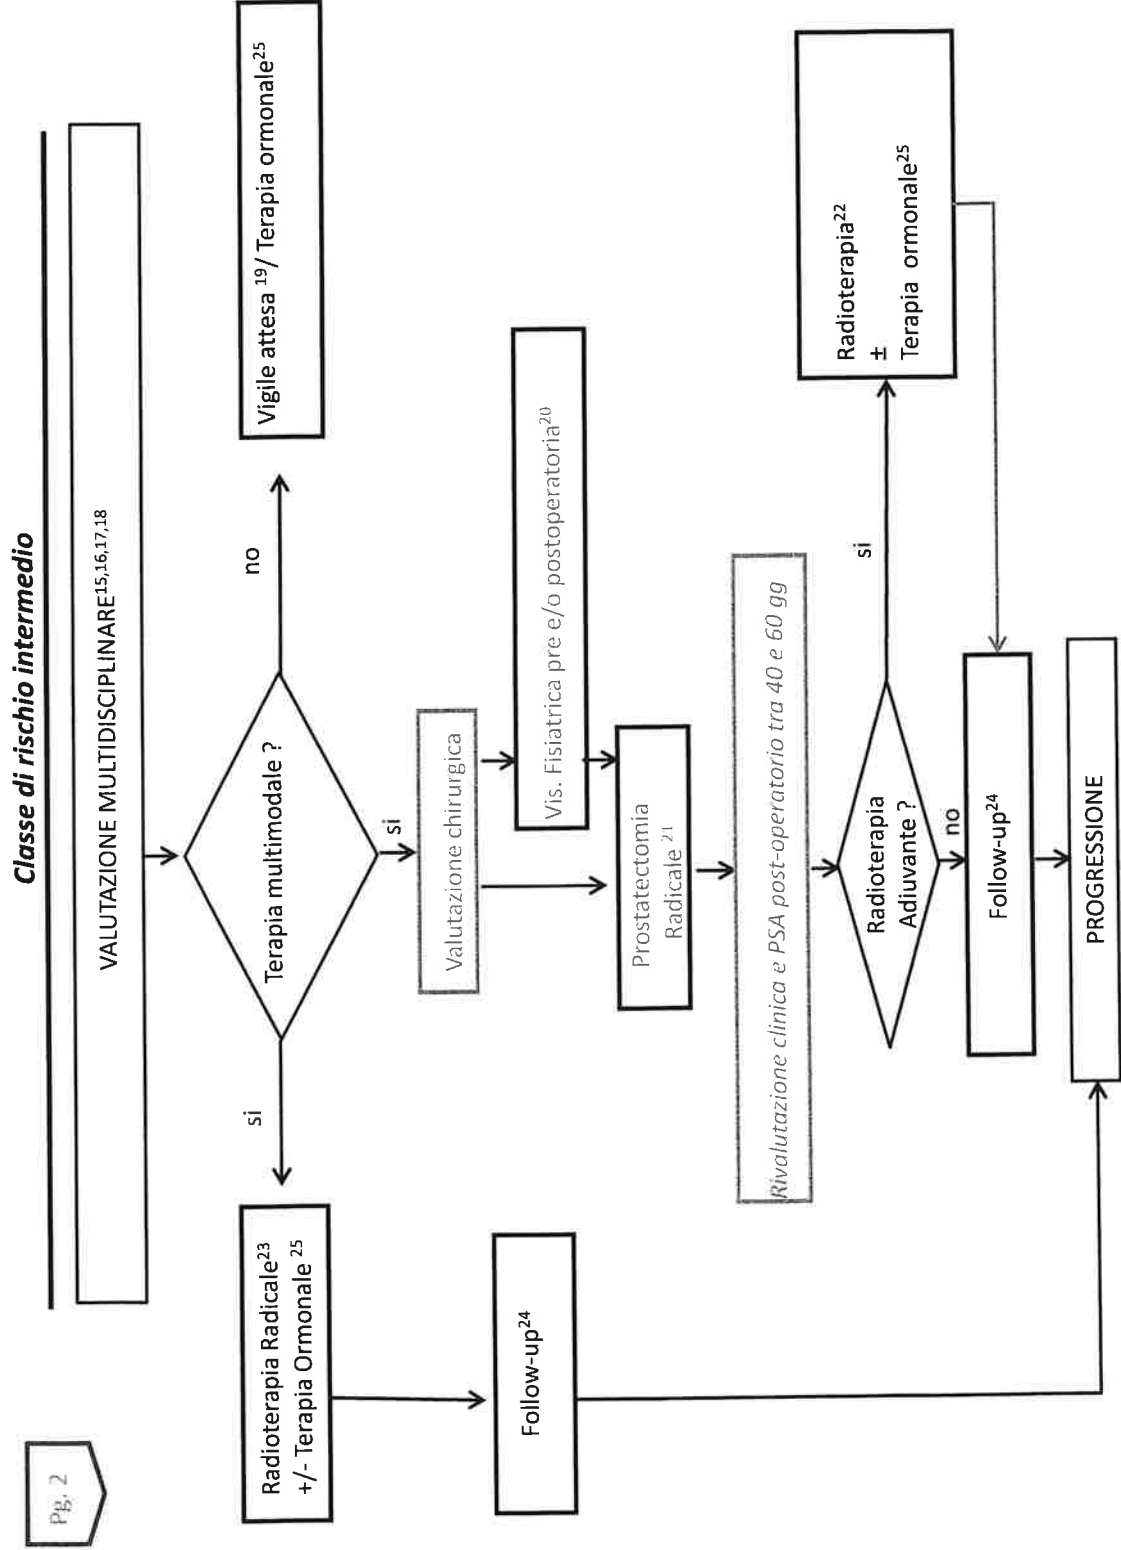 Pg. 2
Classe di rischio intermedio
VALUTAZIONE MULTIDISCIPLINARE15,16,17,18
Radioterapia Radicale23
+/- Terapia Ormonale 25
si
Terapia multimodale ?
no
Vigile attesa 19/ Terapia ormonale25
si
Valutazione chirurgica
Follow-up24
Vis. Fisiatrica pre e/o postoperatoria20
Prostatectomia
Radicale 21
Rivalutazione clinica e PSA post-operatorio tra 40 e 60 gg
Radioterapia
Adiuvante ?
si
Radioterapia22
±
Terapia ormonale25
no
Follow-up24
PROGRESSIONE